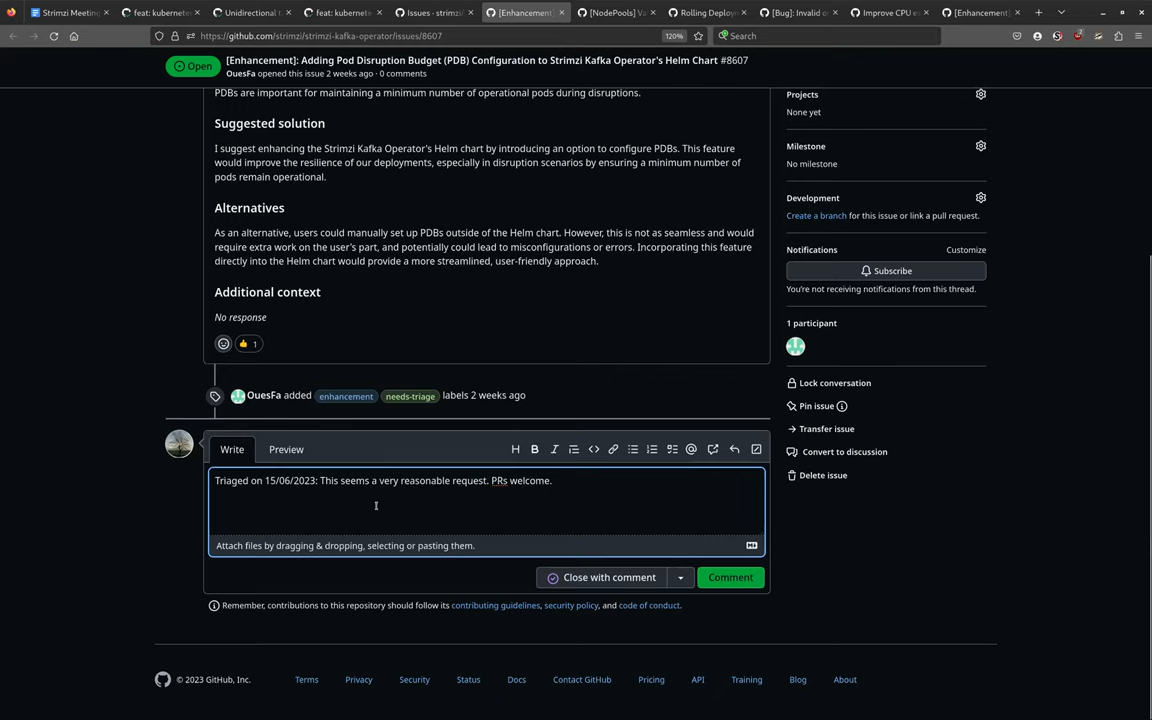 Strimzi Meeting
feat: kubernete
Unidirectional
feat: kubernete
Issues · strimzi/
[Enhancement]
[NodePools] Va
Rolling Deploy
[Bug]: Invalid o
Improve CPU es
[Enhancement
https://github.com/strimzi/strimzi-kafka-operator/issues/8607
120%
Search
Open
[Enhancement]: Adding Pod Disruption Budget (PDB) Configuration to Strimzi Kafka Operator's Helm Chart #8607
OuesFa opened this issue 2 weeks ago · 0 comments
PDBs are important for maintaining a minimum number of operational pods during disruptions.
Suggested solution
I suggest enhancing the Strimzi Kafka Operator's Helm chart by introducing an option to configure PDBs. This feature
would improve the resilience of our deployments, especially in disruption scenarios by ensuring a minimum number of
pods remain operational.
Alternatives
As an alternative, users could manually set up PDBs outside of the Helm chart. However, this is not as seamless and would
require extra work on the user's part, and potentially could lead to misconfigurations or errors. Incorporating this feature
directly into the Helm chart would provide a more streamlined, user-friendly approach.
Additional context
No response
👍 1
OuesFa added enhancement needs-triage labels 2 weeks ago
Write Preview
Triaged on 15/06/2023: This seems a very reasonable request. PRs welcome.
Attach files by dragging & dropping, selecting or pasting them.
Close with comment
Comment
Remember, contributions to this repository should follow its contributing guidelines, security policy, and code of conduct.
Projects
None yet
Milestone
No milestone
Development
Create a branch for this issue or link a pull request.
Notifications
Customize
Subscribe
You're not receiving notifications from this thread.
1 participant
Lock conversation
Pin issue
Transfer issue
Convert to discussion
Delete issue
© 2023 GitHub, Inc.
Terms
Privacy
Security
Status
Docs
Contact GitHub
Pricing
API
Training
Blog
About